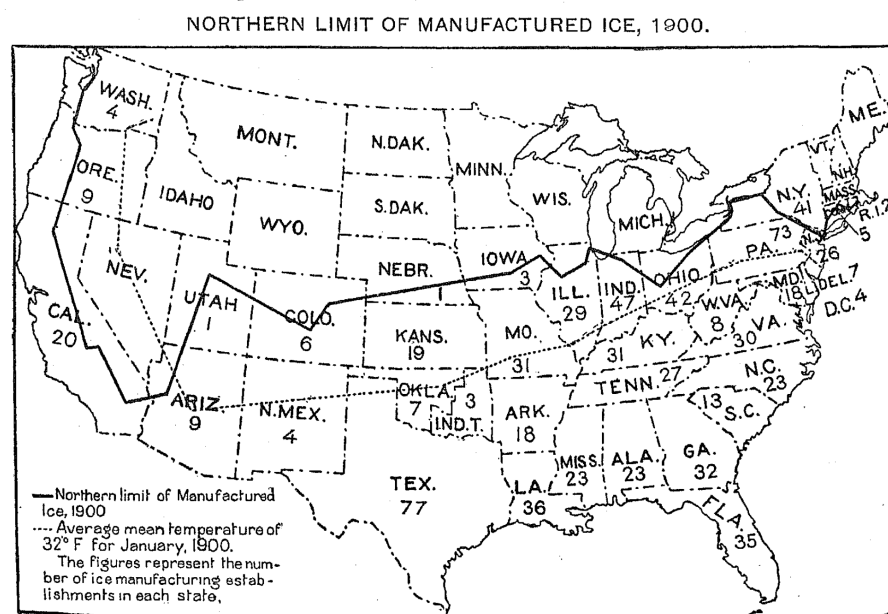 NORTHERN LIMIT OF MANUFACTURED ICE, 1900.
WASH.
4
MONT.
N.DAK.
MINN.
ME.
VT.
N.H.
ORE.
9
IDAHO
S.DAK.
WIS.
MICH.
N.Y.
41
MASS.
R.I.2
5
WYO.
NEBR.
1
IOWA
3
PA.
73
N.J.
26
NEV.
UTAH
1
COLO.
6
ILL.
29
IND.
47
OHIO
42
MD.
18
DEL.7
D.C.4
CAL.
20
KANS.
19
MO.
31
KY.
31
W.VA.
8
VA.
30
ARIZ.
9
N.MEX.
4
OKLA.
7
3
IND.T.
ARK.
18
TENN. 27
N.C.
23
13
S.C.
TEX.
77
LA.
36
MISS.
23
ALA.
23
GA.
32
FLA.
35
Northern limit of Manufactured
Ice, 1900
Average mean temperature of
32° F for January, 1900.
The figures represent the num-
ber of ice manufacturing estab-
lishments in each state.